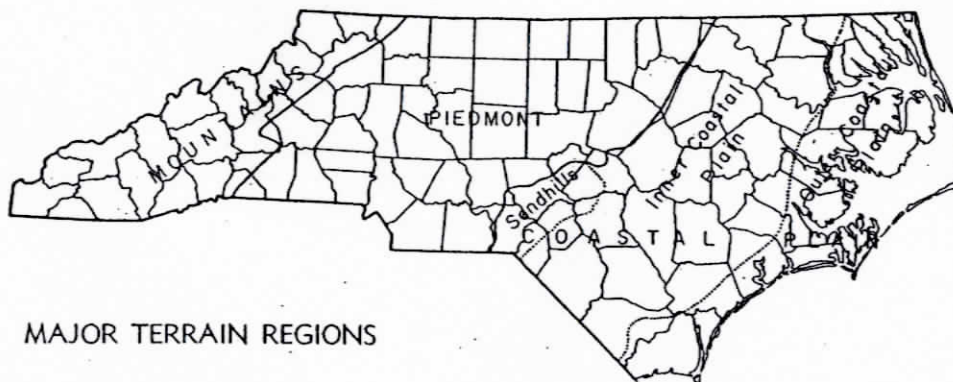 MOUNTAINS
PIEDMONT
Sandhills
Inner Coastal
Plain
Outer Coastal
Plain
COASTAL PLAIN
MAJOR TERRAIN REGIONS